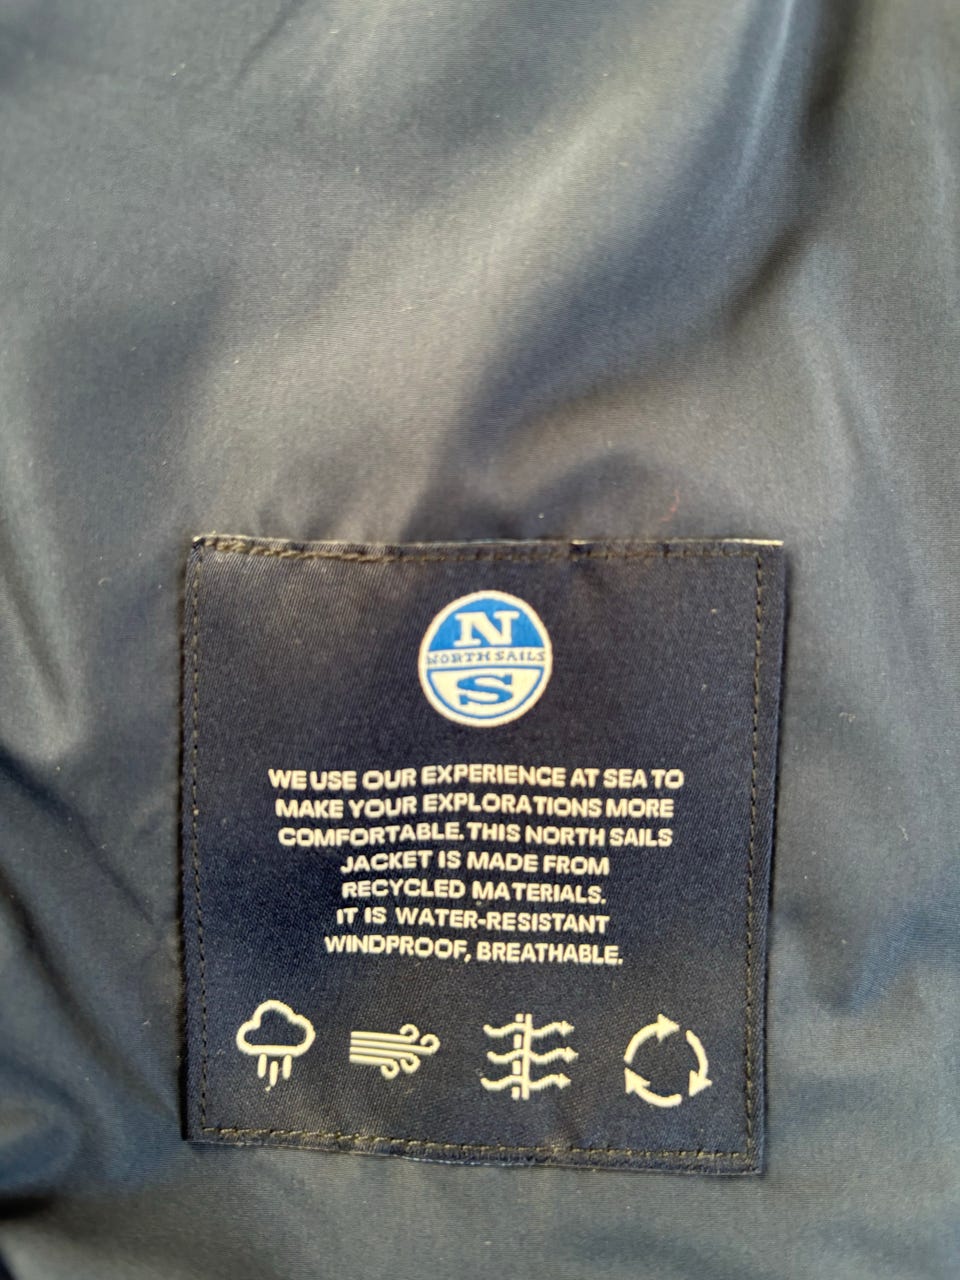 N
NORTH SAILS
S
WE USE OUR EXPERIENCE AT SEA TO
MAKE YOUR EXPLORATIONS MORE
COMFORTABLE. THIS NORTH SAILS
JACKET IS MADE FROM
RECYCLED MATERIALS.
IT IS WATER-RESISTANT
WINDPROOF, BREATHABLE.